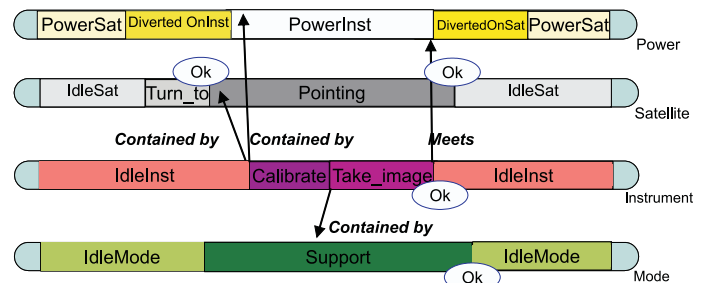 PowerSat Diverted OnInst PowerInst DivertedOnSat PowerSat
Power
Ok Ok
IdleSat Turn_to Pointing IdleSat
Satellite
Contained by Contained by Meets
IdleInst Calibrate Take_image IdleInst
Ok
Instrument
Contained by
IdleMode Support IdleMode
Ok
Mode